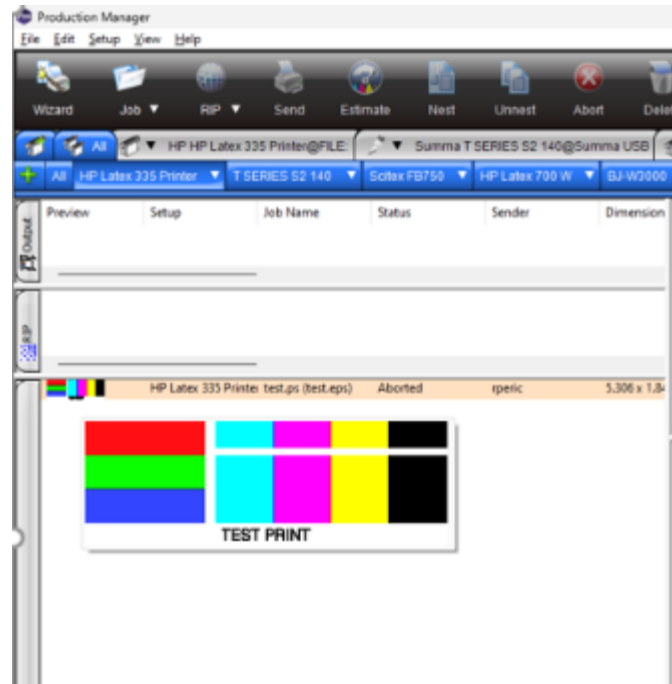 Production Manager
File Edit Setup View Help
Wizard Job RIP Send Estimate Nest Unnest Abort Delet
All HP HP Latex 335 Printer@FILE: Summa T SERIES S2 140@Summa USB
All HP Latex 335 Printer T SERIES S2 140 Scitex FB750 HP Latex 700 W BJ-W3000
Preview Setup Job Name Status Sender Dimension
Output
RIP
HP Latex 335 Printer test.ps (test.eps) Aborted rperic 5.306 x 1.84
TEST PRINT